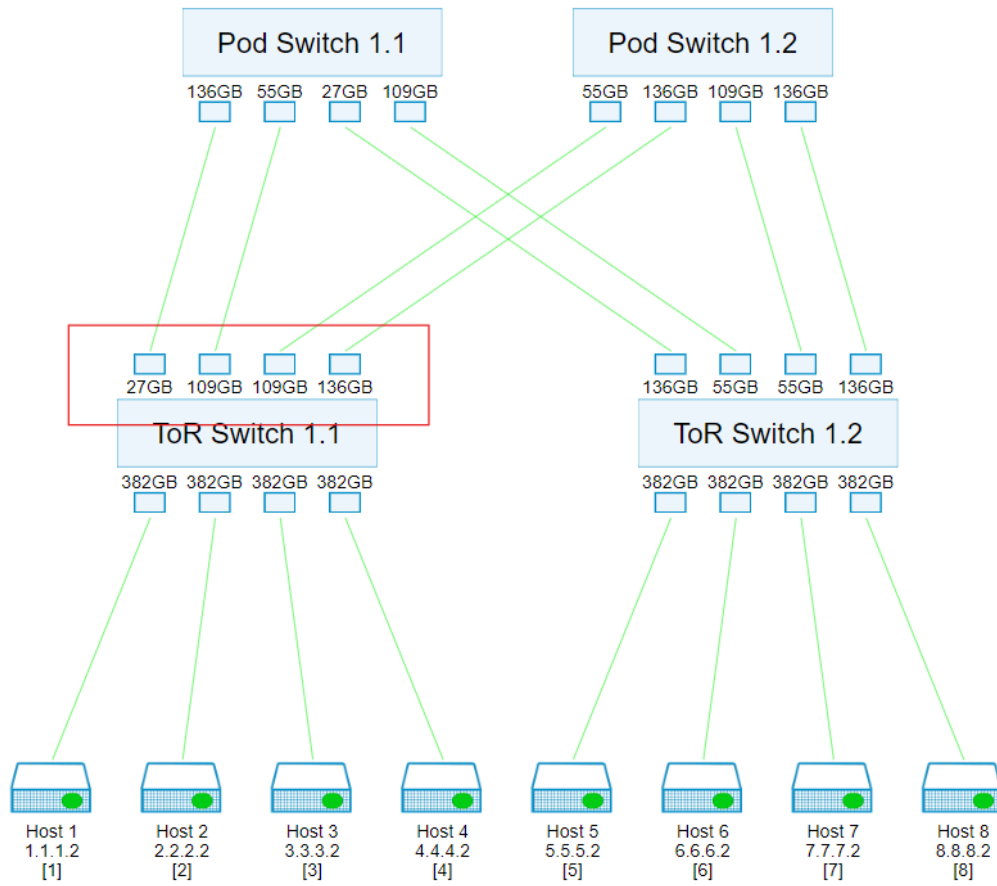 Pod Switch 1.1 Pod Switch 1.2
136GB 55GB 27GB 109GB 55GB 136GB 109GB 136GB
27GB 109GB 109GB 136GB 136GB 55GB 55GB 136GB
ToR Switch 1.1 ToR Switch 1.2
382GB 382GB 382GB 382GB 382GB 382GB 382GB 382GB
Host 1 Host 2 Host 3 Host 4 Host 5 Host 6 Host 7 Host 8
1.1.1.2 2.2.2.2 3.3.3.2 4.4.4.2 5.5.5.2 6.6.6.2 7.7.7.2 8.8.8.2
[1] [2] [3] [4] [5] [6] [7] [8]